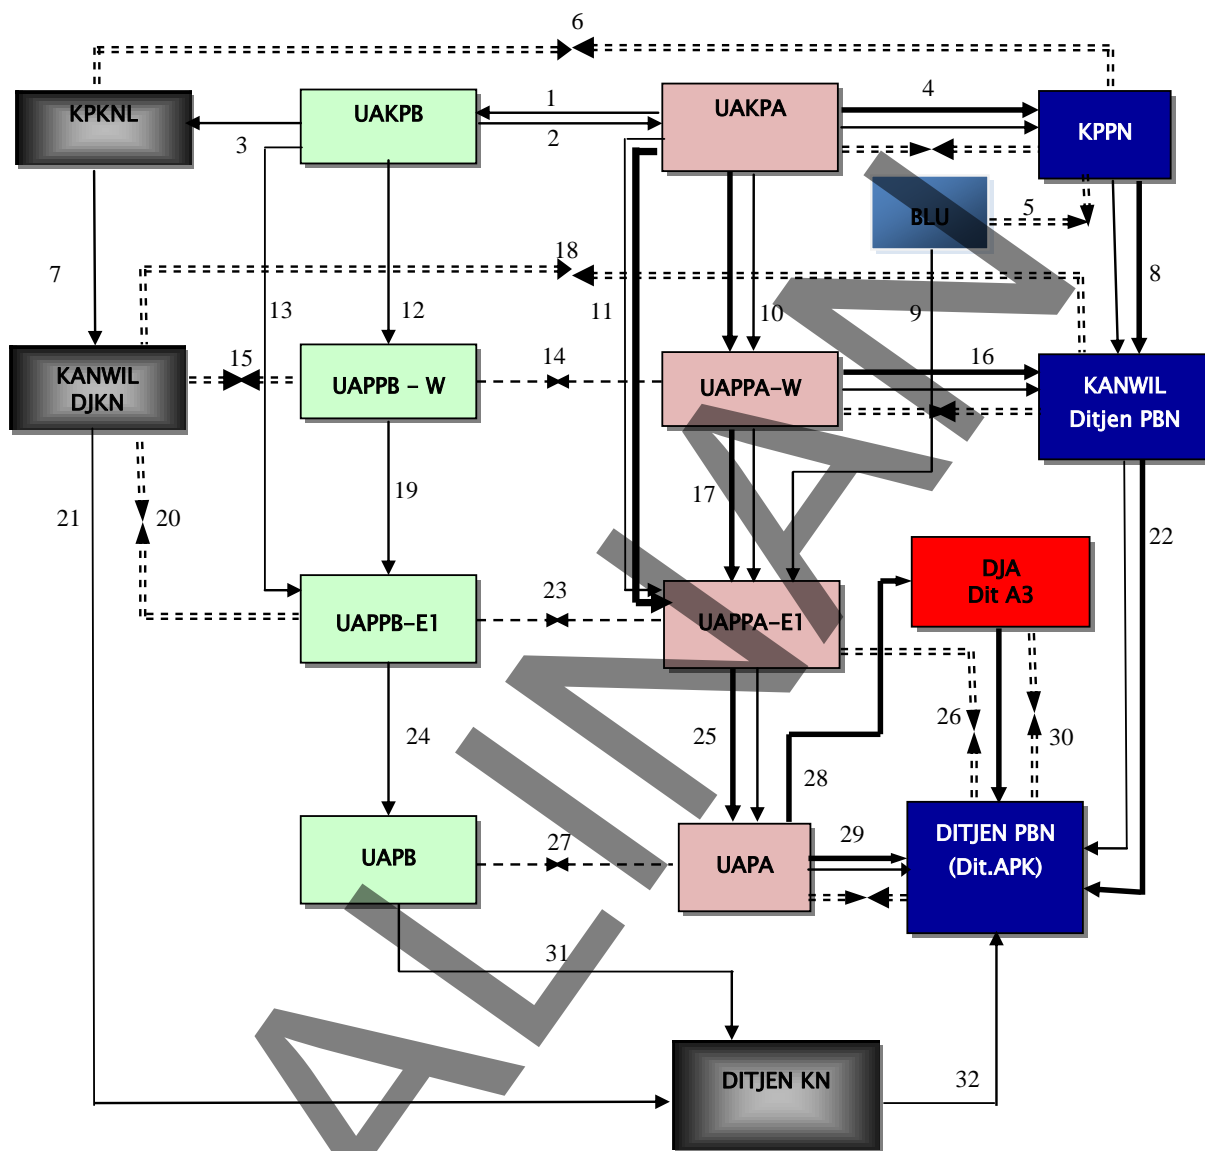 6
KPKNL
UAKPB
1
2
3
UAKPA
4
KPPN
BLU
5
7
18
8
13
12
11
10
9
KANWIL
DJKN
15
UAPPB – W
14
UAPPA–W
16
KANWIL
Ditjen PBN
21
20
19
17
22
UAPPB–E1
23
UAPPA–E1
DJA
Dit A3
24
25
26
30
28
UAPB
27
UAPA
29
DITJEN PBN
(Dit.APK)
31
DITJEN KN
32
SALINAN